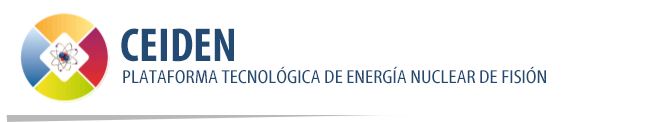 CEIDEN
PLATAFORMA TECNOLÓGICA DE ENERGÍA NUCLEAR DE FISIÓN